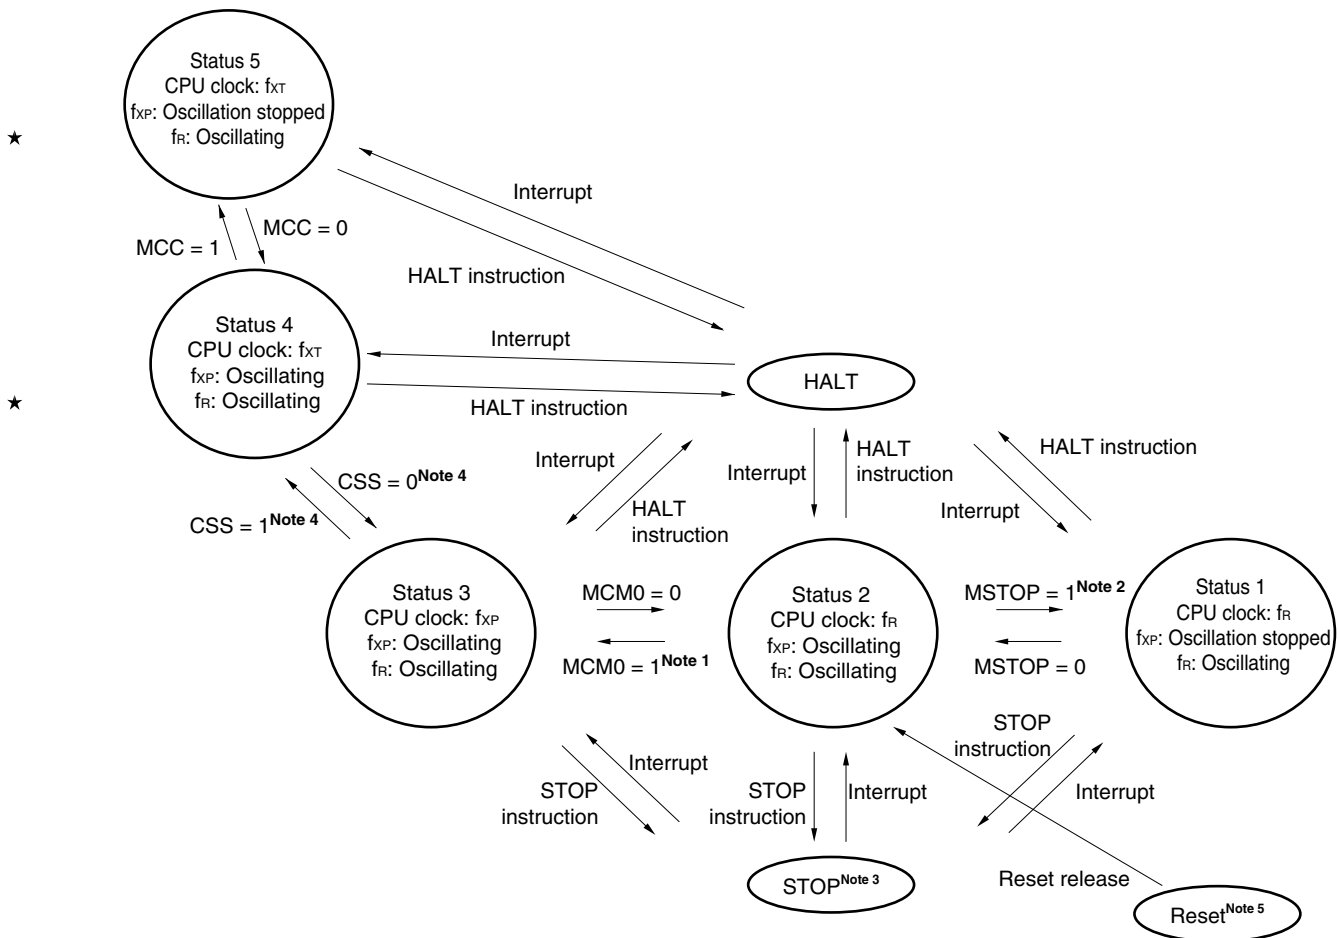 Status 5
CPU clock: fXT
fXP: Oscillation stopped
fR: Oscillating
★
Interrupt
MCC = 1
MCC = 0
HALT instruction
Status 4
CPU clock: fXT
fXP: Oscillating
fR: Oscillating
★
Interrupt
HALT instruction
HALT
Interrupt
HALT
instruction
Interrupt
HALT
instruction
HALT instruction
Interrupt
CSS = 0Note 4
CSS = 1Note 4
Status 3
CPU clock: fXP
fXP: Oscillating
fR: Oscillating
MCM0 = 0
MCM0 = 1Note 1
Status 2
CPU clock: fR
fXP: Oscillating
fR: Oscillating
MSTOP = 1Note 2
MSTOP = 0
Status 1
CPU clock: fR
fXP: Oscillation stopped
fR: Oscillating
STOP
instruction
Interrupt
STOP
instruction
Interrupt
STOP
instruction
Interrupt
STOPNote 3
Reset release
ResetNote 5